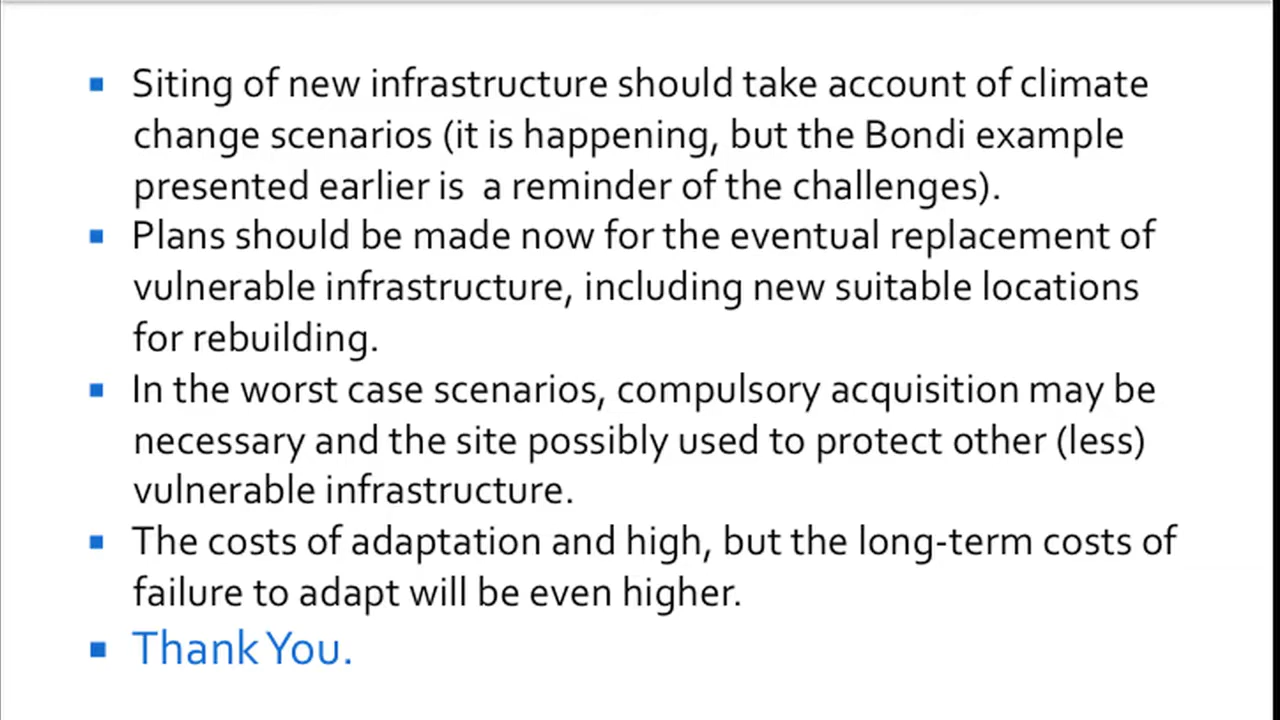 ▪ Siting of new infrastructure should take account of climate
change scenarios (it is happening, but the Bondi example
presented earlier is a reminder of the challenges).
▪ Plans should be made now for the eventual replacement of
vulnerable infrastructure, including new suitable locations
for rebuilding.
▪ In the worst case scenarios, compulsory acquisition may be
necessary and the site possibly used to protect other (less)
vulnerable infrastructure.
▪ The costs of adaptation and high, but the long-term costs of
failure to adapt will be even higher.
▪ Thank You.